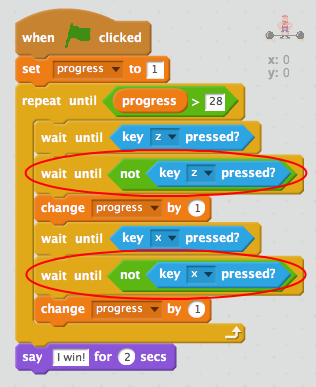 when clicked
set progress to 1
repeat until progress > 28
wait until key z pressed?
wait until not key z pressed?
change progress by 1
wait until key x pressed?
wait until not key x pressed?
change progress by 1
say I win! for 2 secs
x: 0
y: 0